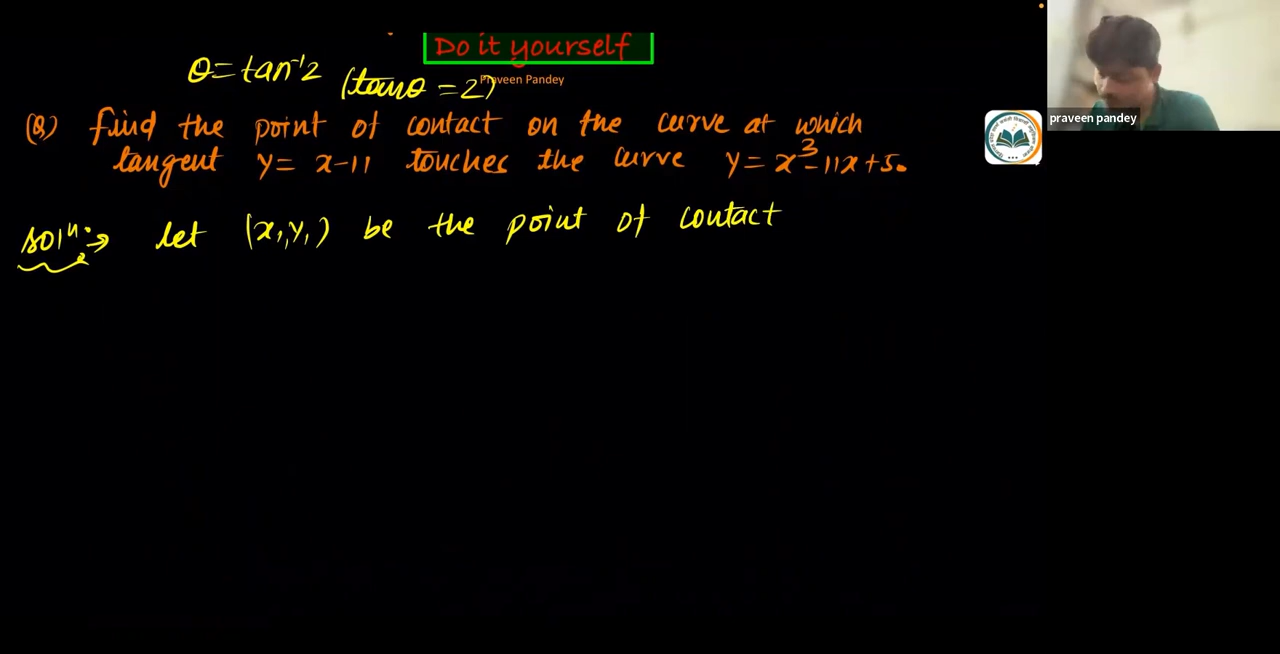 Do it yourself
θ = tan⁻¹2 (tanθ = 2)
Praveen Pandey
praveen pandey
(Q) find the point of contact on the curve at which
tangent y = x-11 touches the curve y = x³-11x+5.
Solⁿ:→ let (x₁,y₁) be the point of contact